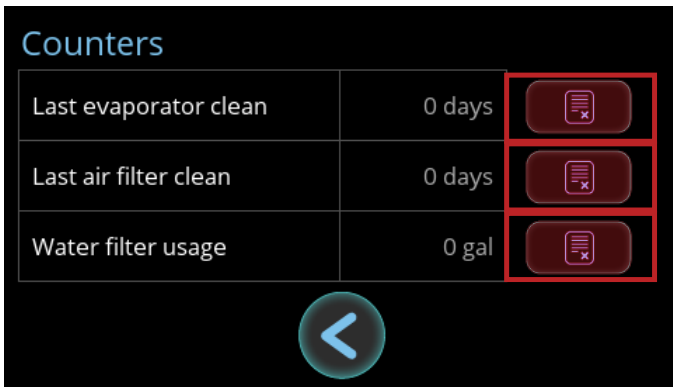 Counters
Last evaporator clean 0 days
Last air filter clean 0 days
Water filter usage 0 gal